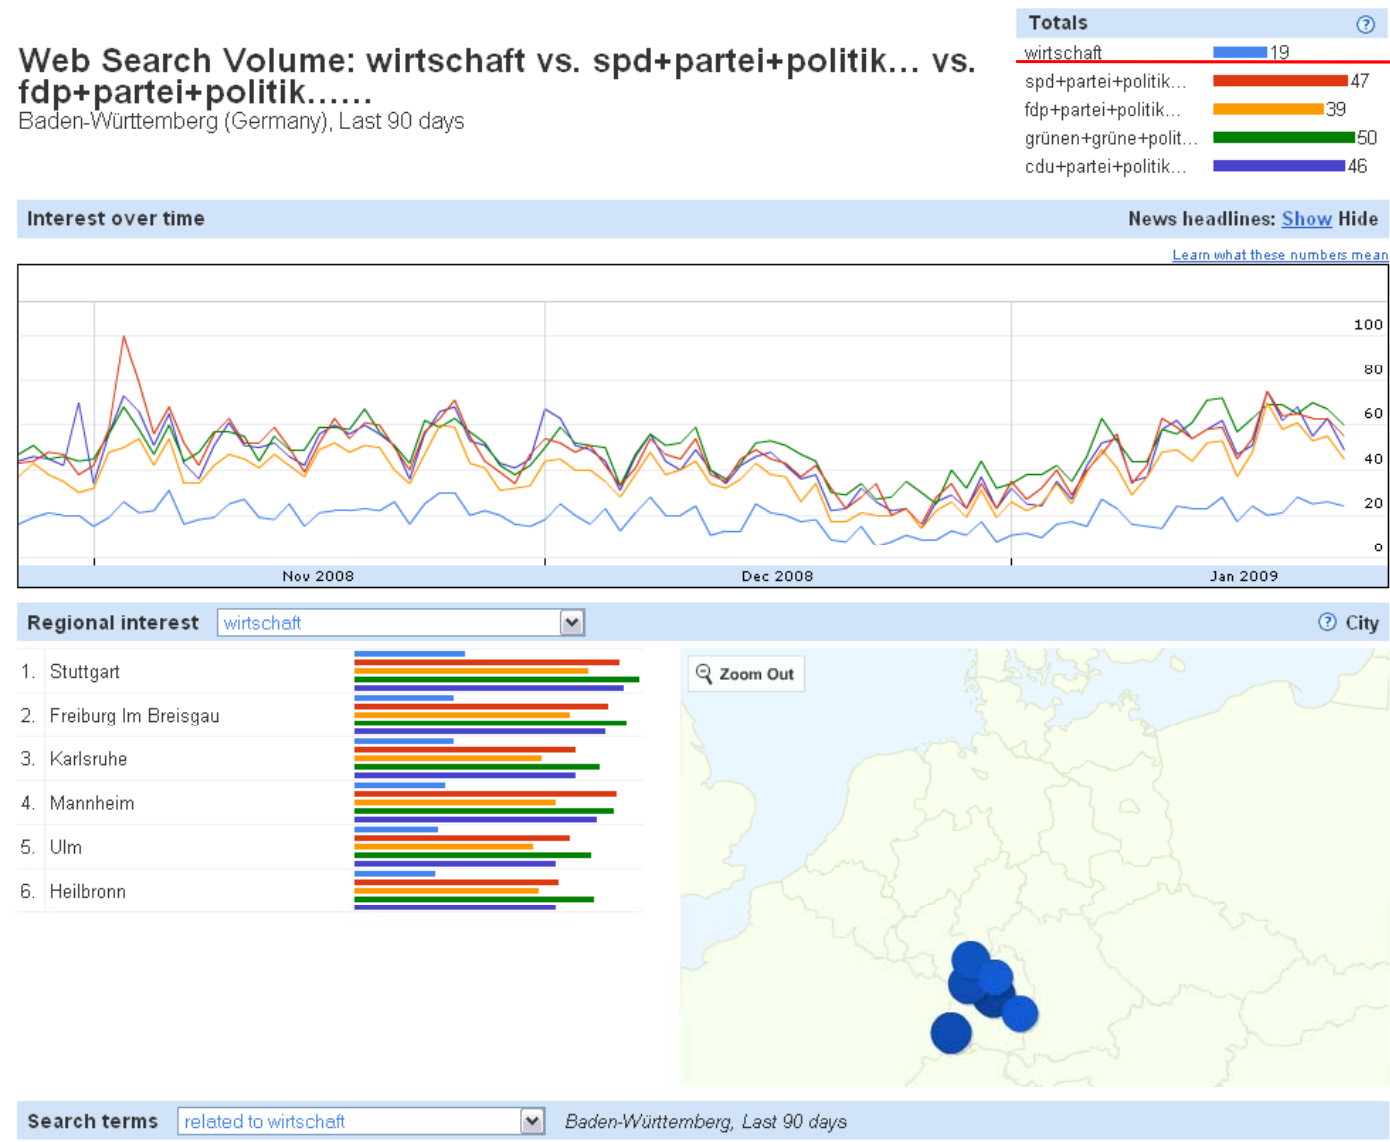 Totals
Web Search Volume: wirtschaft vs. spd+partei+politik... vs.
fdp+partei+politik......
Baden-Württemberg (Germany), Last 90 days
wirtschaft 19
spd+partei+politik... 47
fdp+partei+politik... 39
grünen+grüne+polit... 50
cdu+partei+politik... 46
Interest over time
News headlines: Show Hide
Learn what these numbers mean
100
80
60
40
20
0
Nov 2008 Dec 2008 Jan 2009
Regional interest wirtschaft
? City
1. Stuttgart
2. Freiburg Im Breisgau
3. Karlsruhe
4. Mannheim
5. Ulm
6. Heilbronn
Zoom Out
Search terms related to wirtschaft Baden-Württemberg, Last 90 days